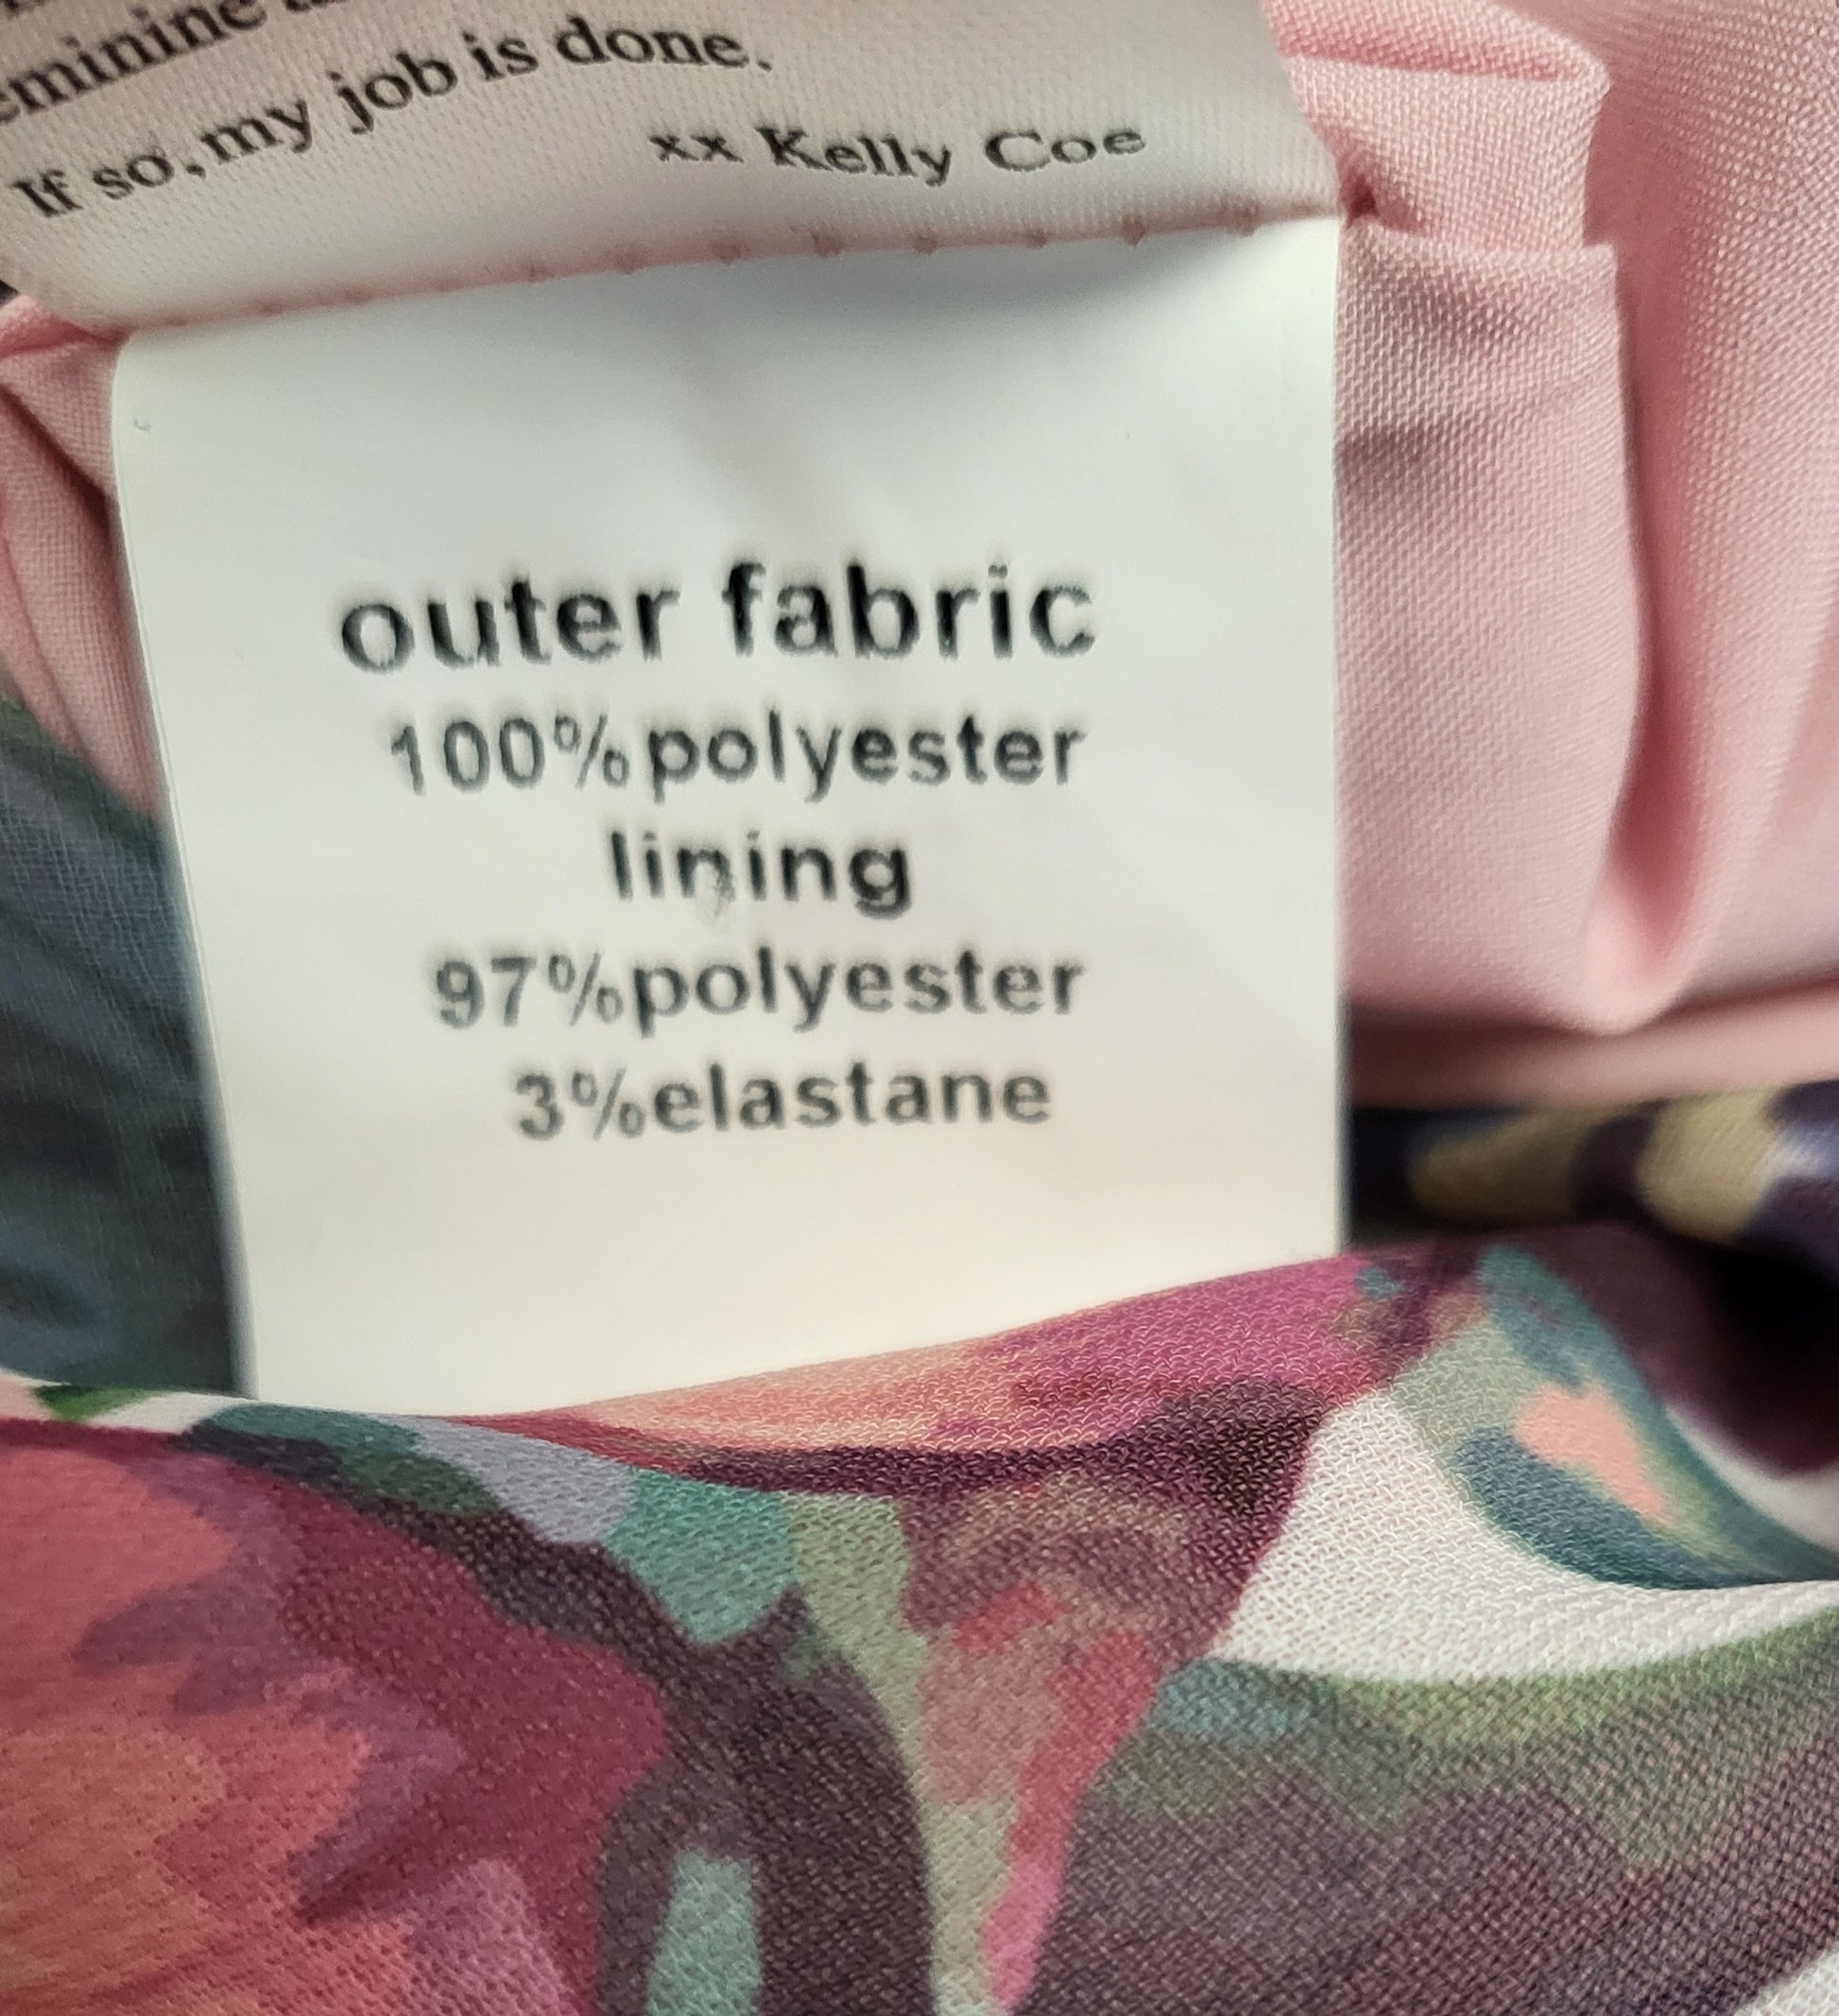 If so, my job is done.
xx Kelly Coe
outer fabric
100%polyester
lining
97%polyester
3%elastane